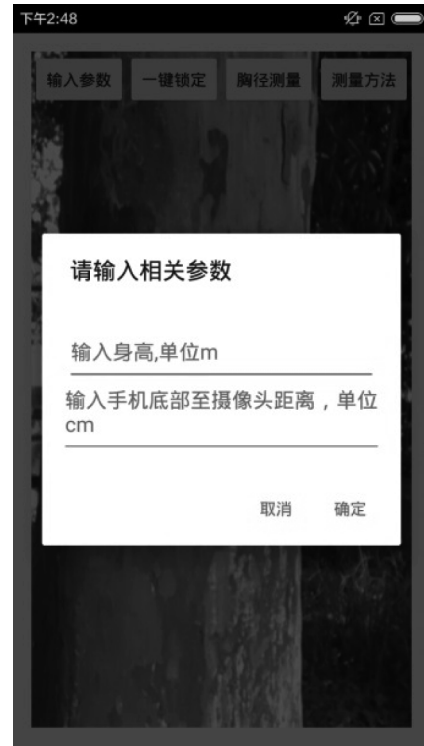 下午2:48
输入参数 一键锁定 胸径测量 测量方法
请输入相关参数
输入身高,单位m
输入手机底部至摄像头距离，单位
cm
取消 确定